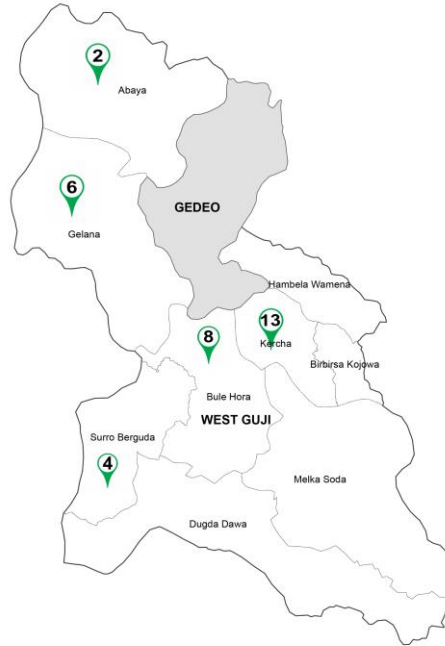 2
Abaya
6
GEDEO
Gelana
Hambela Wamena
13
8
Kercha
Birbirsa Kojowa
Bule Hora
WEST GUJI
Surro Berguda
4
Melka Soda
Dugda Dawa